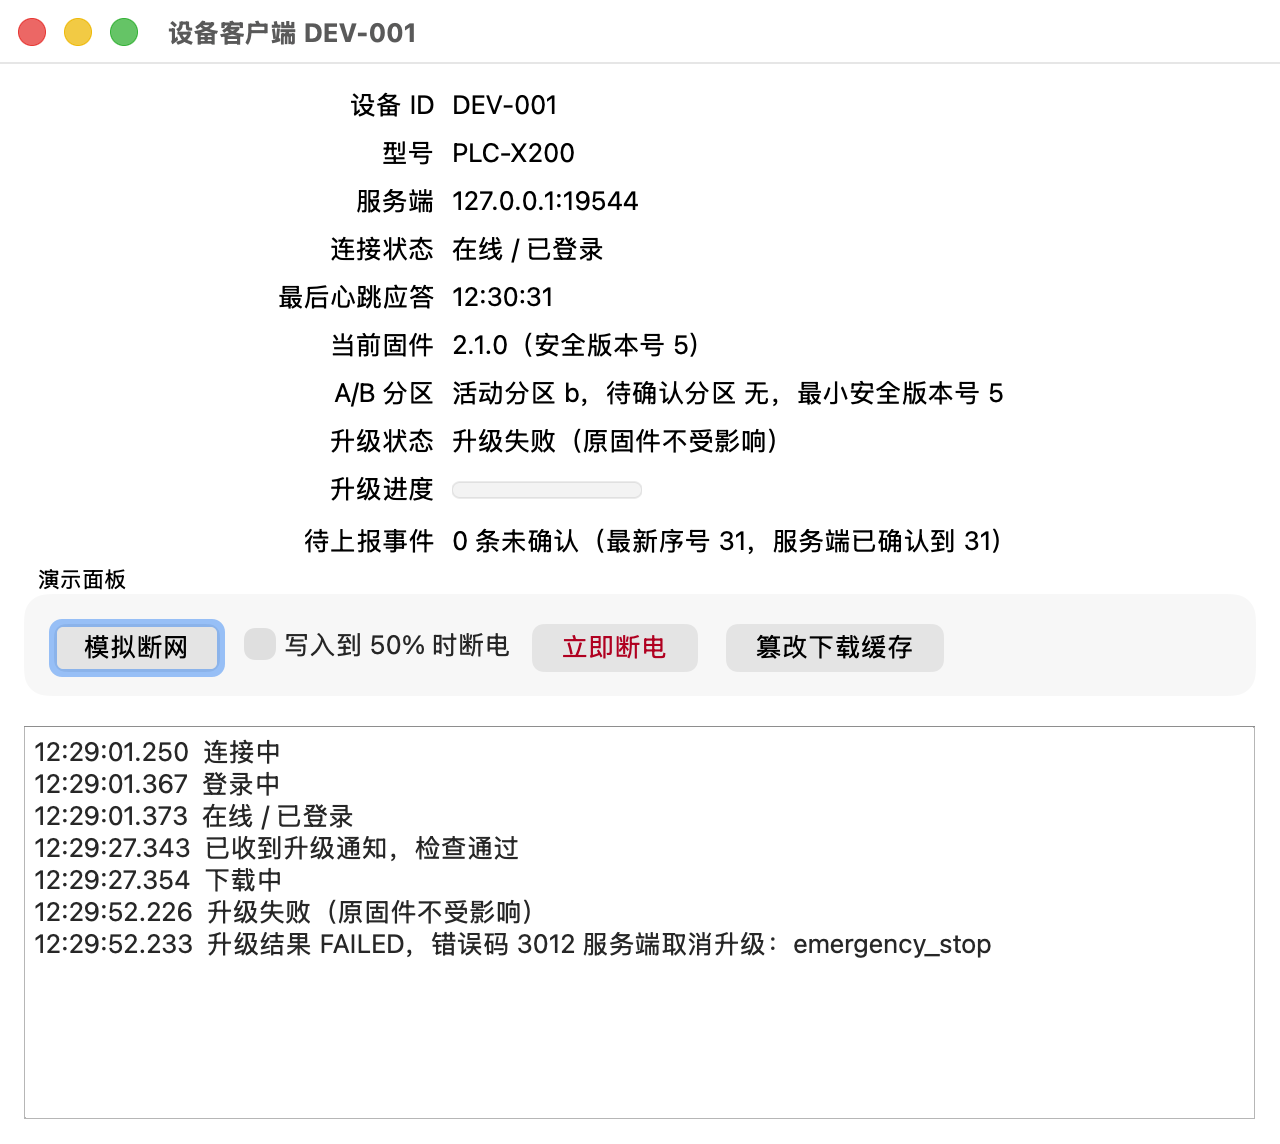 设备客户端 DEV-001
设备 ID DEV-001
型号 PLC-X200
服务端 127.0.0.1:19544
连接状态 在线 / 已登录
最后心跳应答 12:30:31
当前固件 2.1.0（安全版本号 5）
A/B 分区 活动分区 b，待确认分区 无，最小安全版本号 5
升级状态 升级失败（原固件不受影响）
升级进度
待上报事件 0 条未确认（最新序号 31，服务端已确认到 31）
演示面板
模拟断网 写入到 50% 时断电 立即断电 篡改下载缓存
12:29:01.250 连接中
12:29:01.367 登录中
12:29:01.373 在线 / 已登录
12:29:27.343 已收到升级通知，检查通过
12:29:27.354 下载中
12:29:52.226 升级失败（原固件不受影响）
12:29:52.233 升级结果 FAILED，错误码 3012 服务端取消升级：emergency_stop